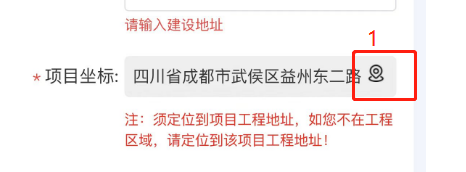 请输入建设地址
1
*项目坐标: 四川省成都市武侯区益州东二路
注：须定位到项目工程地址，如您不在工程
区域，请定位到该项目工程地址！